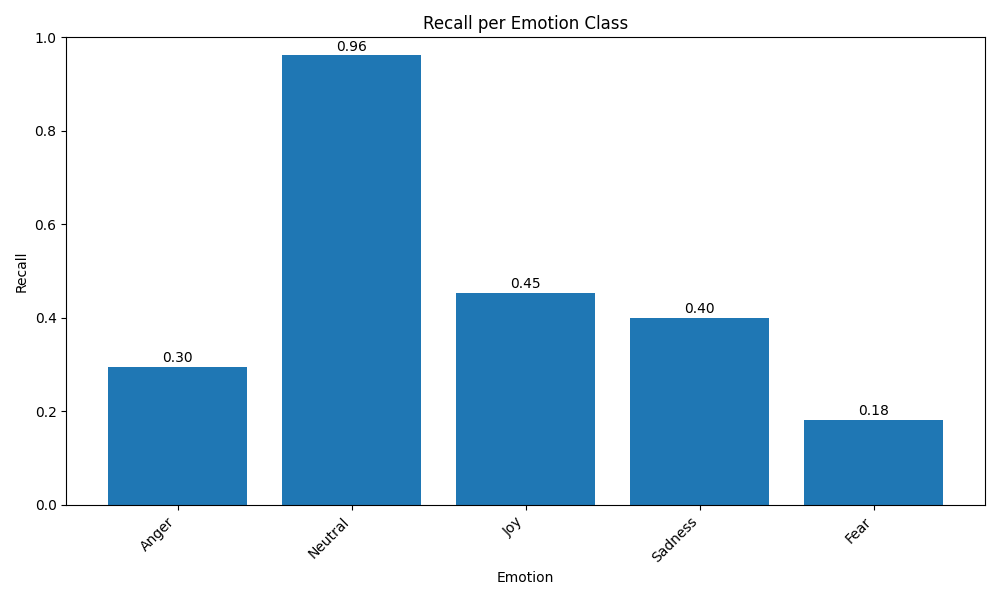 Recall per Emotion Class
1.0
0.8
0.6
0.4
0.2
0.0
Recall
0.30
0.96
0.45
0.40
0.18
Anger
Neutral
Joy
Sadness
Fear
Emotion